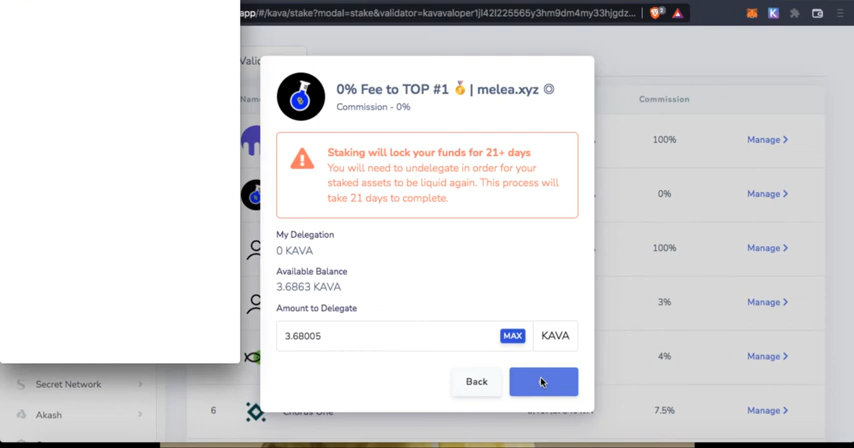 app/#/kava/stake?modal=stake&validator=kavavaloper1jl42l225565y3hm9dm4my33hjgdz...
3
K
Vali
0% Fee to TOP #1 🥇 | melea.xyz
Commission - 0%
Nam
Commission
Staking will lock your funds for 21+ days
You will need to undelegate in order for your
staked assets to be liquid again. This process will
take 21 days to complete.
100%
Manage
0%
Manage
My Delegation
0 KAVA
100%
Manage
Available Balance
3.6863 KAVA
Amount to Delegate
3%
Manage
3.68005
MAX
KAVA
4%
Manage
Back
Secret Network
Akash
6
Chorus One
7.5%
Manage